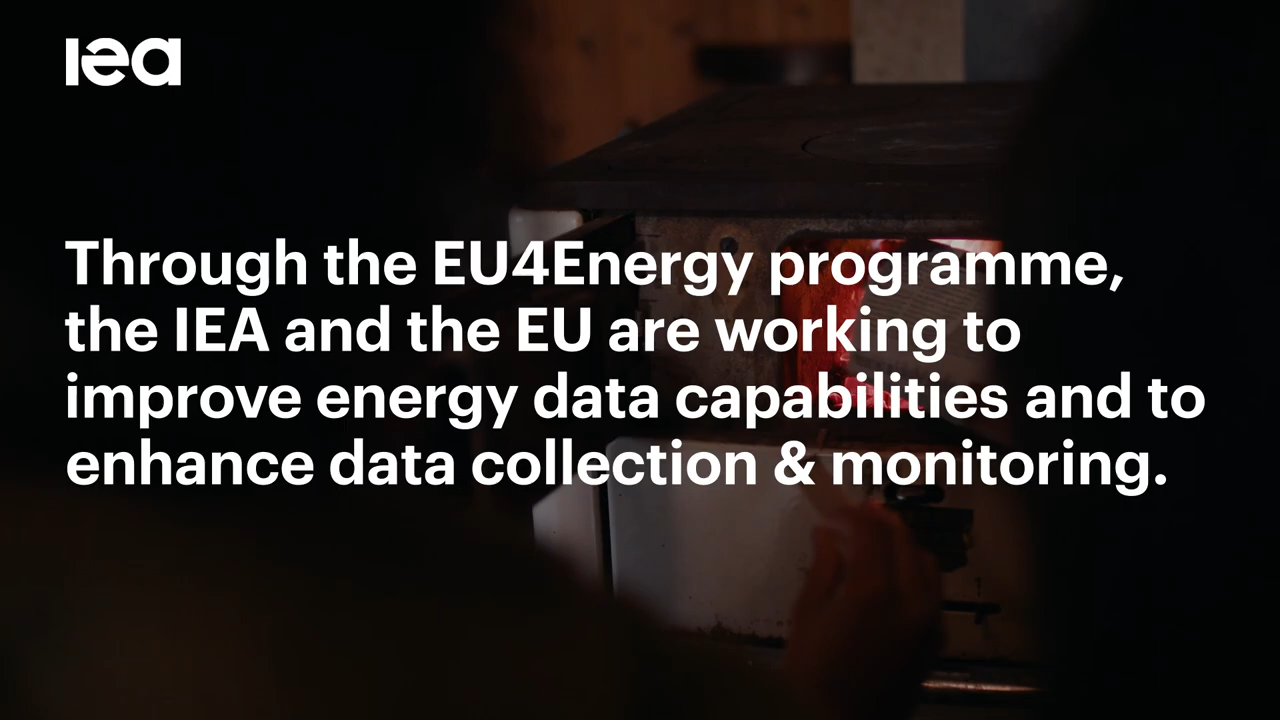 iea
Through the EU4Energy programme,
the IEA and the EU are working to
improve energy data capabilities and to
enhance data collection & monitoring.